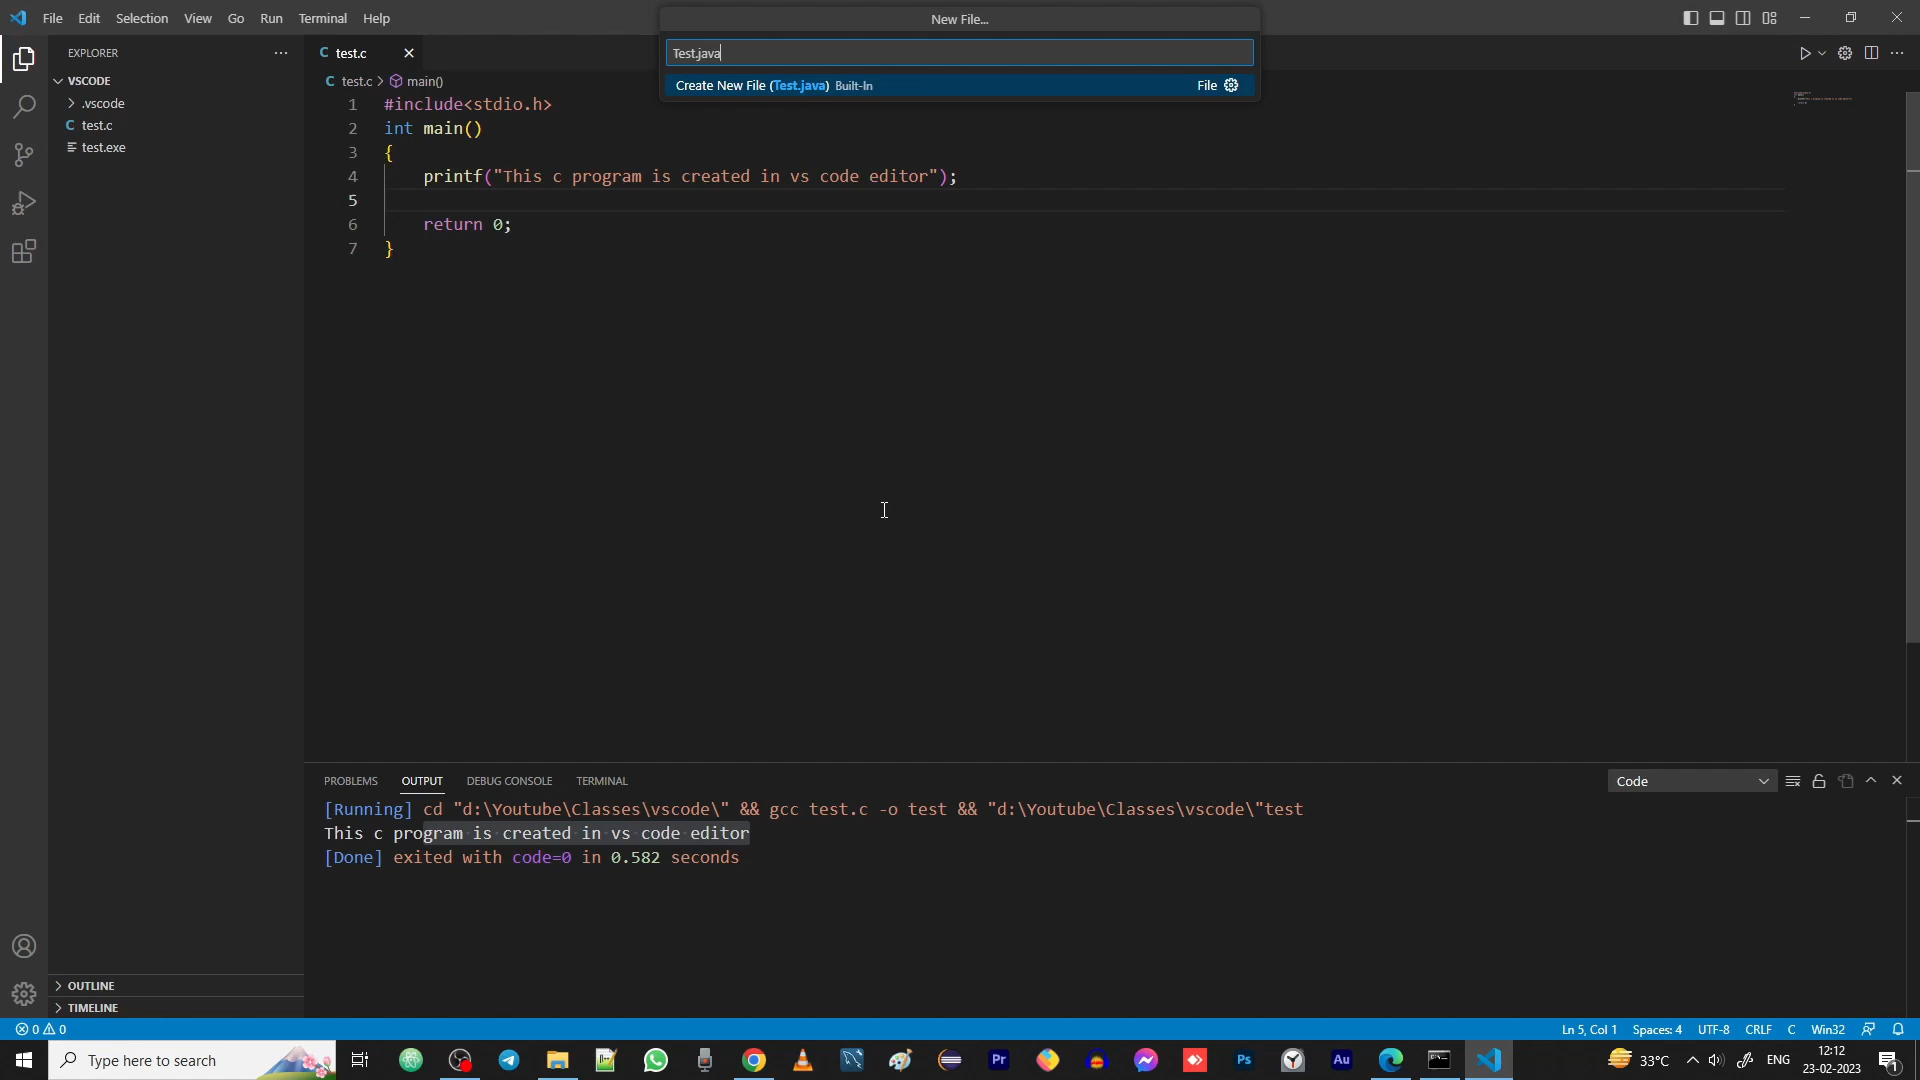 File Edit Selection View Go Run Terminal Help
New File...
Test.java
Create New File (Test.java) Built-In File
EXPLORER
VSCODE
.vscode
C test.c
test.exe
C test.c
C test.c > main()
1 #include<stdio.h>
2 int main()
3 {
4 printf("This c program is created in vs code editor");
5
6 return 0;
7 }
PROBLEMS OUTPUT DEBUG CONSOLE TERMINAL
Code
[Running] cd "d:\Youtube\Classes\vscode\" && gcc test.c -o test && "d:\Youtube\Classes\vscode\"test
This c program is created in vs code editor
[Done] exited with code=0 in 0.582 seconds
OUTLINE
TIMELINE
0 0
Ln 5, Col 1 Spaces: 4 UTF-8 CRLF C Win32
Type here to search
Pr
Ps
Au
33°C
ENG
12:12
23-02-2023
1